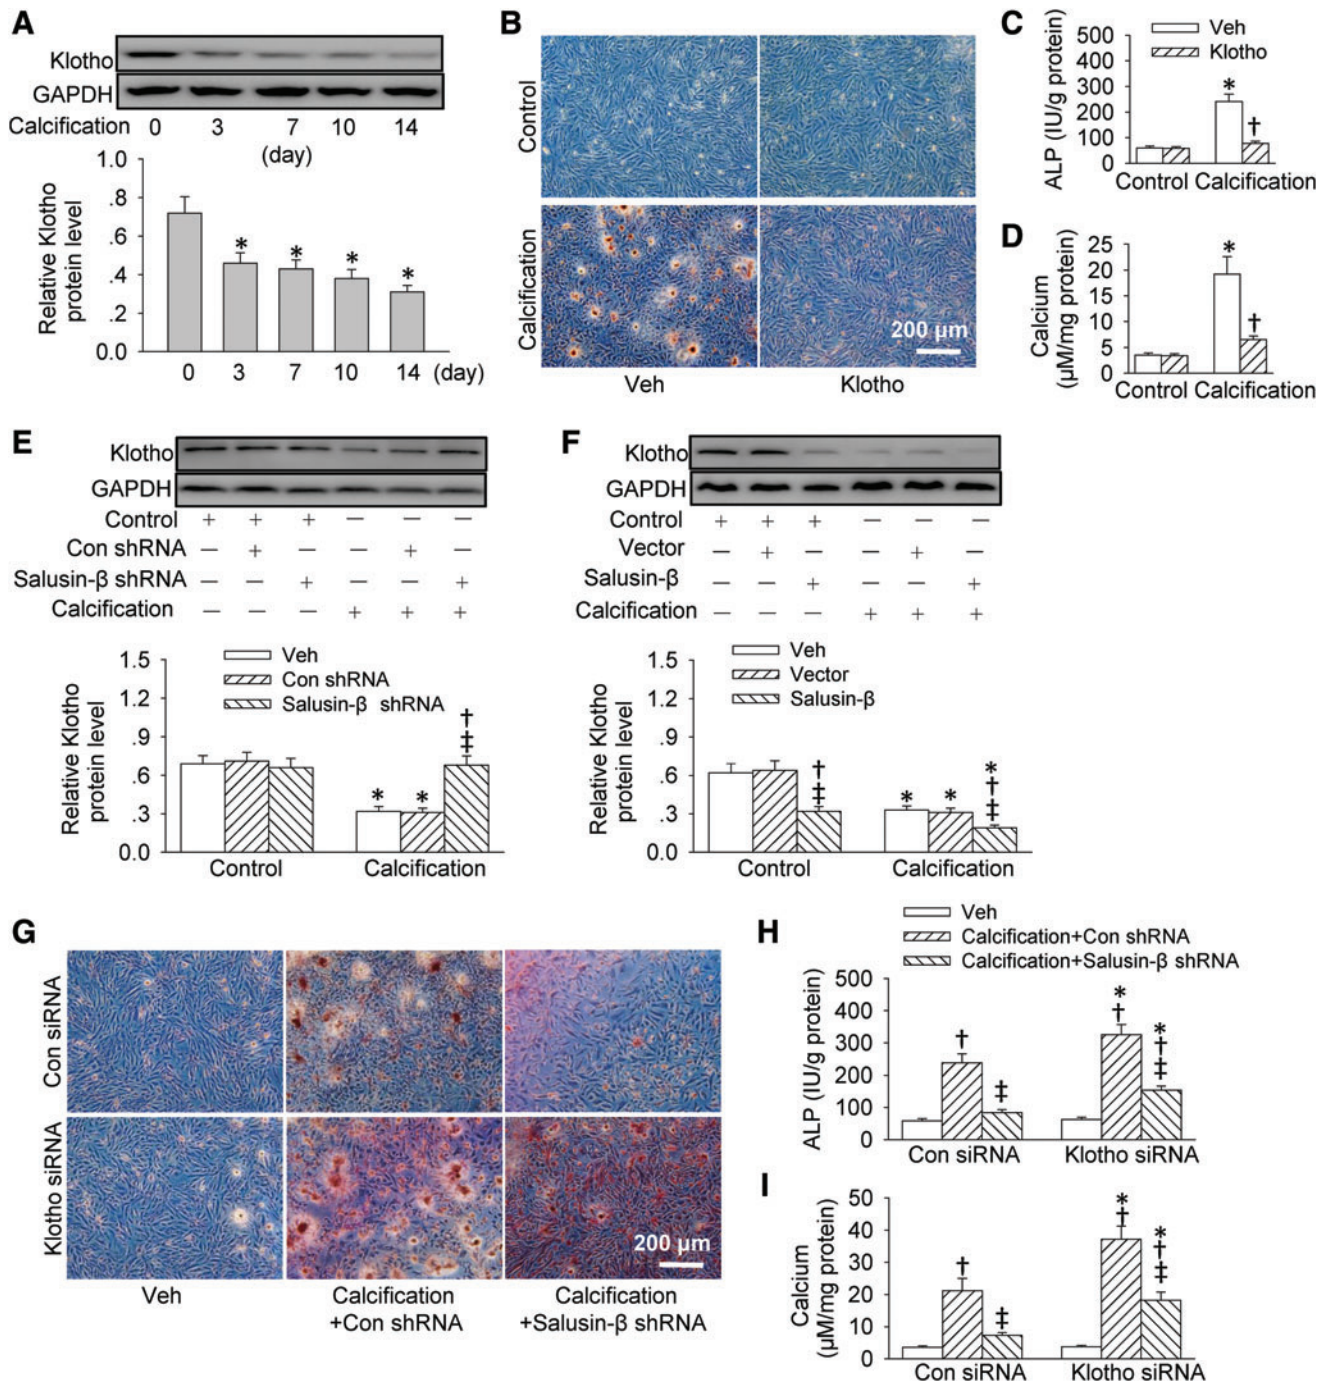 A
Klotho
GAPDH
Calcification 0 3 7 10 14
(day)
Relative Klotho
protein level
1.0
.8
.6
.4
.2
0.0
* * * *
0 3 7 10 14 (day)
B
Control
Calcification
200 µm
Veh Klotho
C
Veh
Klotho
ALP (IU/g protein)
500
400
300
200
100
0
*
†
Control Calcification
D
Calcium
(µM/mg protein)
25
20
15
10
5
0
*
†
Control Calcification
E
Klotho
GAPDH
Control + + + — — —
Con shRNA — + — — + —
Salusin-β shRNA — — + — — +
Calcification — — — + + +
Veh
Con shRNA
Salusin-β shRNA
Relative Klotho
protein level
1.5
1.2
.9
.6
.3
0.0
†
‡
* *
Control Calcification
F
Klotho
GAPDH
Control + + + — — —
Vector — + — — + —
Salusin-β — — + — — +
Calcification — — — + + +
Veh
Vector
Salusin-β
Relative Klotho
protein level
1.5
1.2
.9
.6
.3
0.0
†
‡
* *
*
†
‡
Control Calcification
G
Con siRNA
Klotho siRNA
200 µm
Veh
Calcification
+Con shRNA
Calcification
+Salusin-β shRNA
H
Veh
Calcification+Con shRNA
Calcification+Salusin-β shRNA
ALP (IU/g protein)
500
400
300
200
100
0
†
‡
*
†
*
†
‡
Con siRNA Klotho siRNA
I
Calcium
(µM/mg protein)
50
40
30
20
10
0
†
‡
*
†
*
†
‡
Con siRNA Klotho siRNA